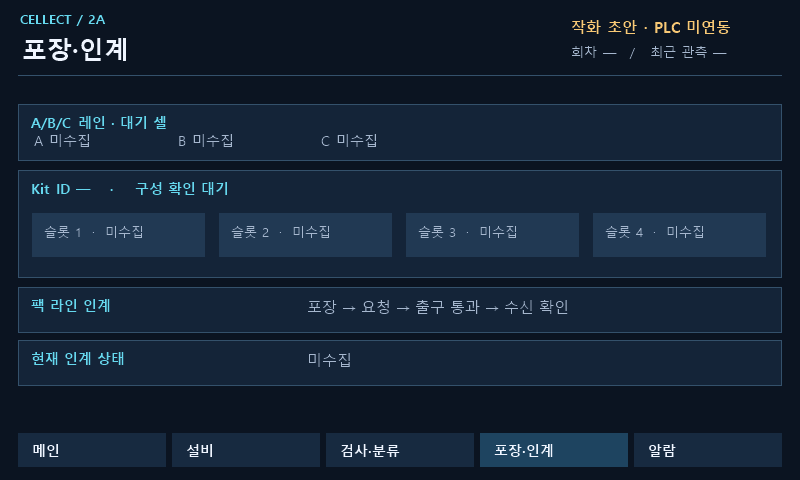 CELLECT / 2A
포장·인계
작화 초안 · PLC 미연동
회차 — / 최근 관측 —
A/B/C 레인 · 대기 셀
A 미수집 B 미수집 C 미수집
Kit ID — · 구성 확인 대기
슬롯 1 · 미수집 슬롯 2 · 미수집 슬롯 3 · 미수집 슬롯 4 · 미수집
팩 라인 인계 포장 → 요청 → 출구 통과 → 수신 확인
현재 인계 상태 미수집
메인 설비 검사·분류 포장·인계 알람